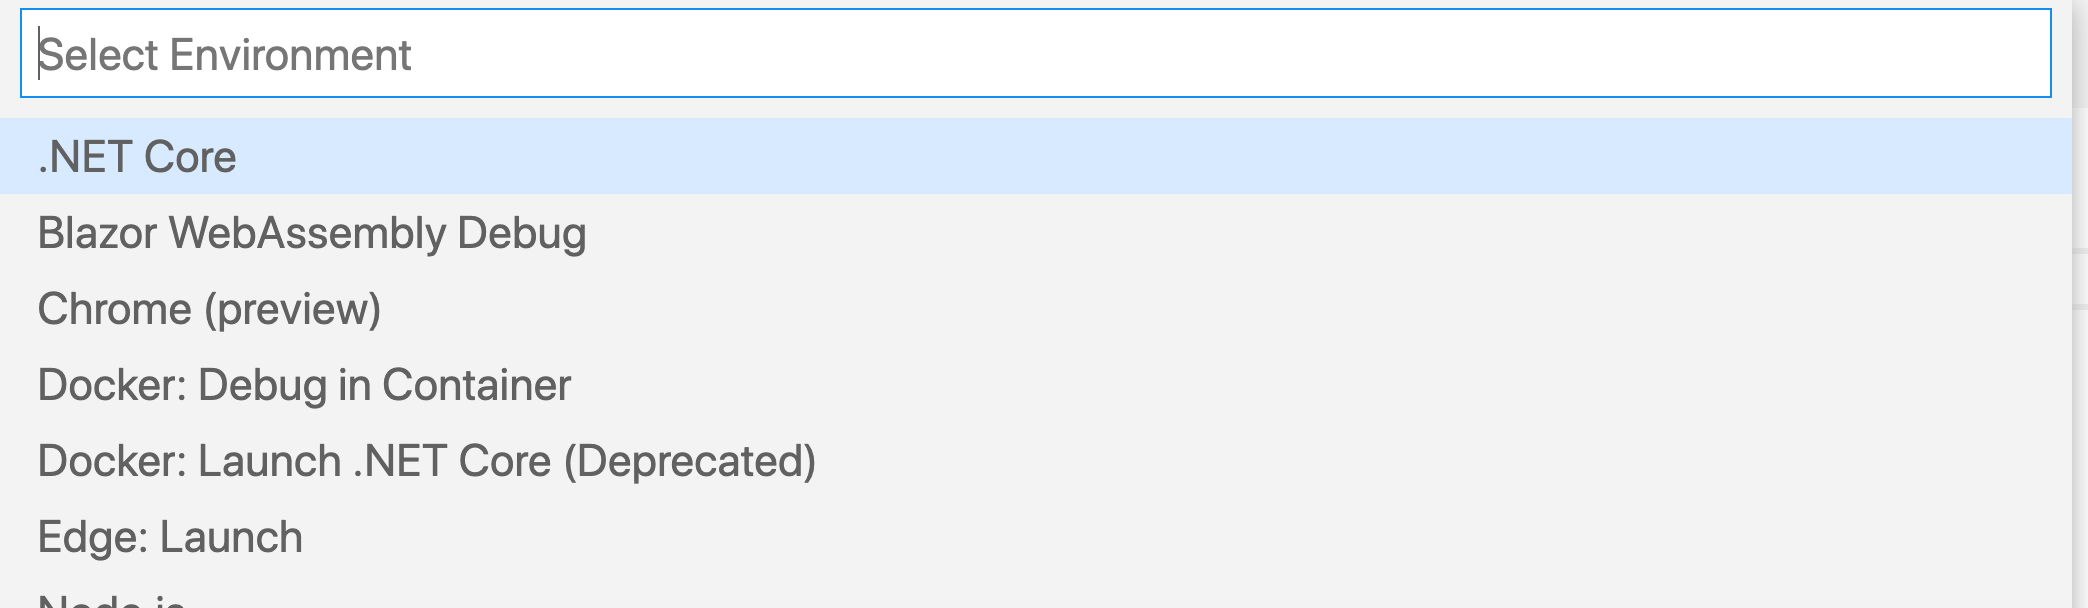 Select Environment
.NET Core
Blazor WebAssembly Debug
Chrome (preview)
Docker: Debug in Container
Docker: Launch .NET Core (Deprecated)
Edge: Launch